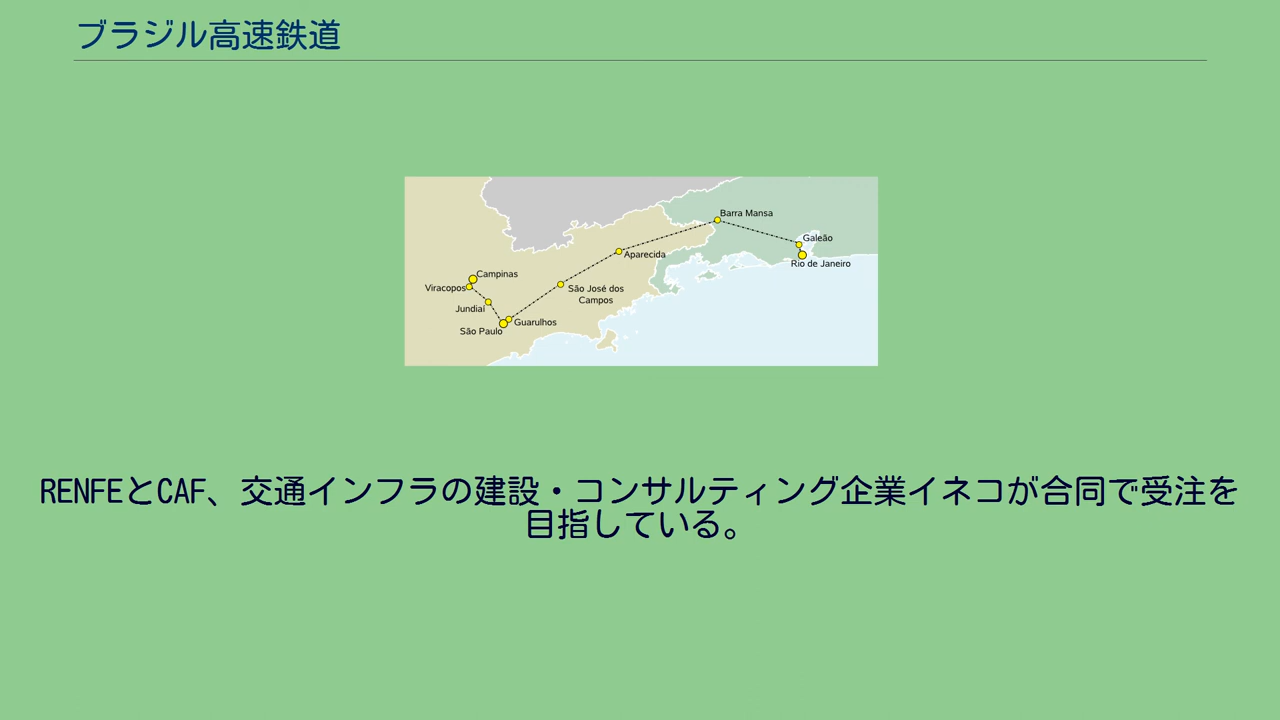 ブラジル高速鉄道
Barra Mansa
Galeão
Aparecida
Rio de Janeiro
Campinas
Viracopos
São José dos
Campos
Jundiaí
Guarulhos
São Paulo
RENFEとCAF、交通インフラの建設・コンサルティング企業イネコが合同で受注を
目指している。